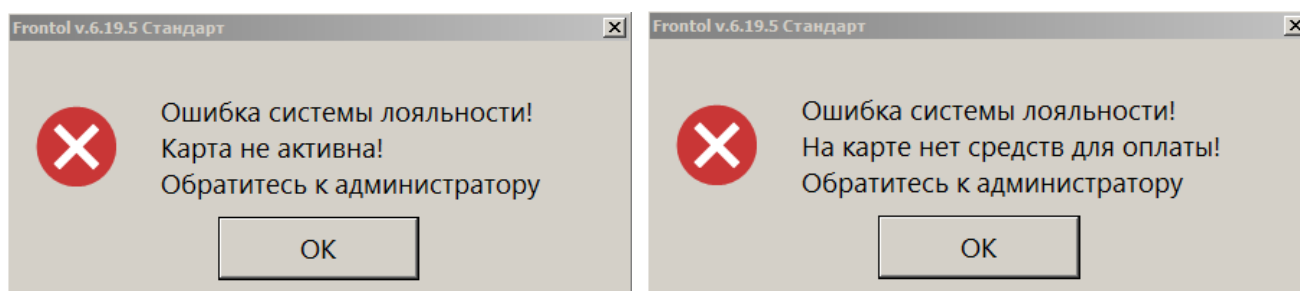 Frontol v.6.19.5 Стандарт
Ошибка системы лояльности!
Карта не активна!
Обратитесь к администратору
OK
Frontol v.6.19.5 Стандарт
Ошибка системы лояльности!
На карте нет средств для оплаты!
Обратитесь к администратору
OK